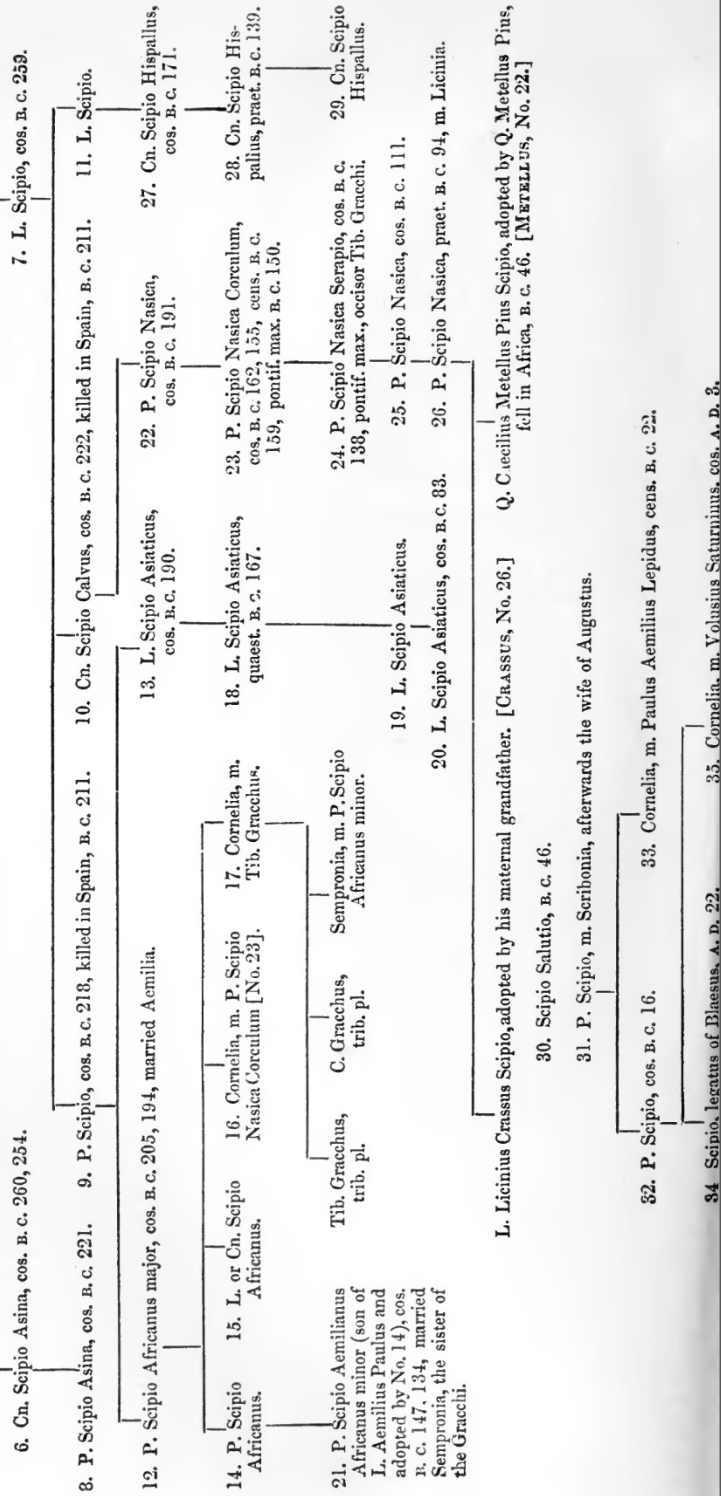 6. Cn. Scipio Asina, cos. B. C. 260, 254.
7. L. Scipio, cos. B. C. 259.
8. P. Scipio Asina, cos. B. C. 221.
9. P. Scipio, cos. B. C. 218, killed in Spain, B. C. 211.
10. Cn. Scipio Calvus, cos. B. C. 222, killed in Spain, B. C. 211.
11. L. Scipio.
12. P. Scipio Africanus major, cos. B. C. 205, 194, married Aemilia.
13. L. Scipio Asiaticus,
cos. B. C. 190.
22. P. Scipio Nasica,
cos. B. C. 191.
27. Cn. Scipio Hispallus,
cos. B. C. 171.
14. P. Scipio
Africanus.
15. L. or Cn. Scipio
Africanus.
16. Cornelia, m. P. Scipio
Nasica Corculum [No. 23].
17. Cornelia, m.
Tib. Gracchus.
18. L. Scipio Asiaticus,
quaest. B. C. 167.
23. P. Scipio Nasica Corculum,
cos. B. C. 162, 155, cens. B. C.
159, pontif. max. B. C. 150.
28. Cn. Scipio His-
pallus, praet. B. C. 139.
21. P. Scipio Aemilianus
Africanus minor (son of
L. Aemilius Paulus and
adopted by No. 14), cos.
B. C. 147, 134, married
Sempronia, the sister of
the Gracchi.
Tib. Gracchus,
trib. pl.
C. Gracchus,
trib. pl.
Sempronia, m. P. Scipio
Africanus minor.
24. P. Scipio Nasica Serapio, cos. B. C.
138, pontif. max., occisor Tib. Gracchi.
29. Cn. Scipio
Hispallus.
19. L. Scipio Asiaticus.
25. P. Scipio Nasica, cos. B. C. 111.
20. L. Scipio Asiaticus, cos. B. C. 83.
26. P. Scipio Nasica, praet. B. C. 94, m. Licinia.
L. Licinius Crassus Scipio, adopted by his maternal grandfather. [CRASSUS, No. 26.]
Q. Caecilius Metellus Pius Scipio, adopted by Q. Metellus Pius,
fell in Africa, B. C. 46. [METELLUS, No. 22.]
30. Scipio Salutio, B. C. 46.
31. P. Scipio, m. Scribonia, afterwards the wife of Augustus.
32. P. Scipio, cos. B. C. 16.
33. Cornelia, m. Paulus Aemilius Lepidus, cens. B. C. 22.
34 Scipio, legatus of Blaesus, A. D. 22.
35. Cornelia, m. Volusius Saturninus, cos. A. D. 3.